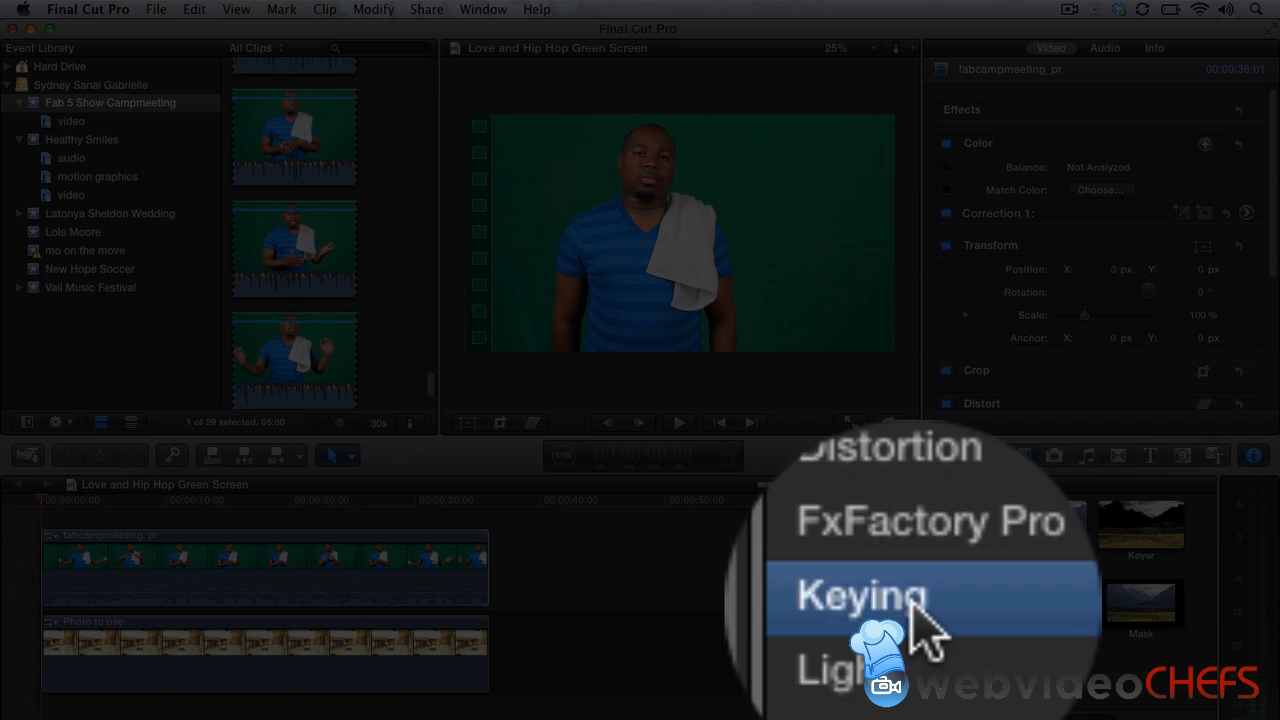 Final Cut Pro File Edit View Mark Clip Modify Share Window Help
Final Cut Pro
Event Library All Clips
Hard Drive
Sydney Sanai Gabrielle
Fab 5 Show Campmeeting
video
Healthy Smiles
audio
motion graphics
video
Latonya Sheldon Wedding
Lola Moore
mo on the move
New Hope Soccer
Vail Music Festival
1 of 29 selected, 05:00 30s
Love and Hip Hop Green Screen 25%
Video Audio Info
fabcampmeeting_pr 00:00:36:01
Effects
Color
Balance: Not Analyzed
Match Color: Choose...
Correction 1:
Transform
Position: X: 0 px Y: 0 px
Rotation: 0 °
Scale: 100 %
Anchor: X: 0 px Y: 0 px
Crop
Distort
100
Love and Hip Hop Green Screen
00:00:00:00 00:00:10:00 00:00:20:00 00:00:30:00 00:00:40:00 00:00:50:00
fabcampmeeting_pr
Photo to use
Distortion
FxFactory Pro
Keying
Keyer
Mask
webvideoCHEFS